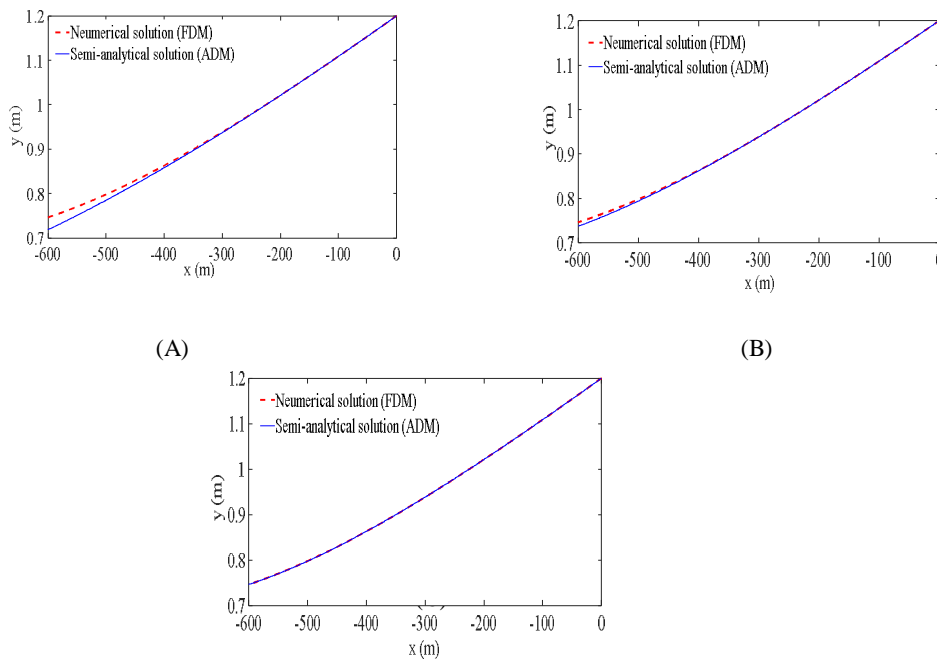 1.2
Neumerical solution (FDM)
Semi-analytical solution (ADM)
1.1
1
0.9
0.8
0.7
y (m)
-600 -500 -400 -300 -200 -100 0
x (m)
1.2
Neumerical solution (FDM)
Semi-analytical solution (ADM)
1.1
1
0.9
0.8
0.7
y (m)
-600 -500 -400 -300 -200 -100 0
x (m)
(A) (B)
1.2
Neumerical solution (FDM)
Semi-analytical solution (ADM)
1.1
1
0.9
0.8
0.7
y (m)
-600 -500 -400 -300 -200 -100 0
x (m)